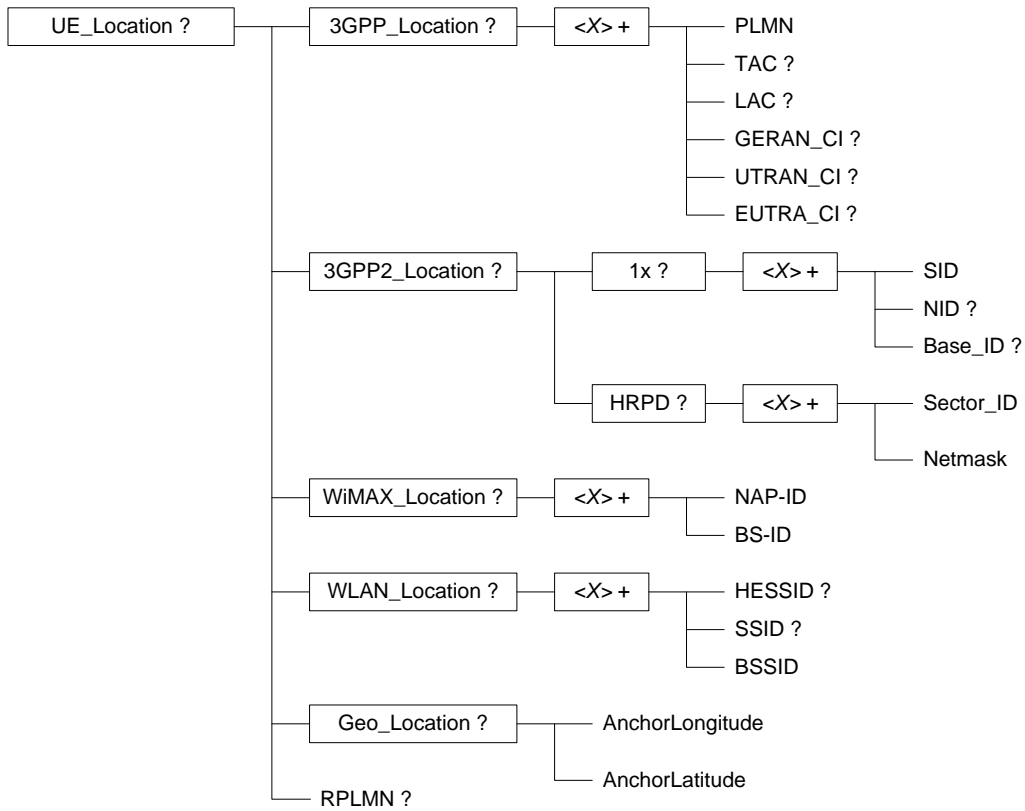 UE_Location ?
3GPP_Location ?
<X> +
PLMN
TAC ?
LAC ?
GERAN_CI ?
UTRAN_CI ?
EUTRA_CI ?
3GPP2_Location ?
1x ?
<X> +
SID
NID ?
Base_ID ?
HRPD ?
<X> +
Sector_ID
Netmask
WiMAX_Location ?
<X> +
NAP-ID
BS-ID
WLAN_Location ?
<X> +
HESSID ?
SSID ?
BSSID
Geo_Location ?
AnchorLongitude
AnchorLatitude
RPLMN ?